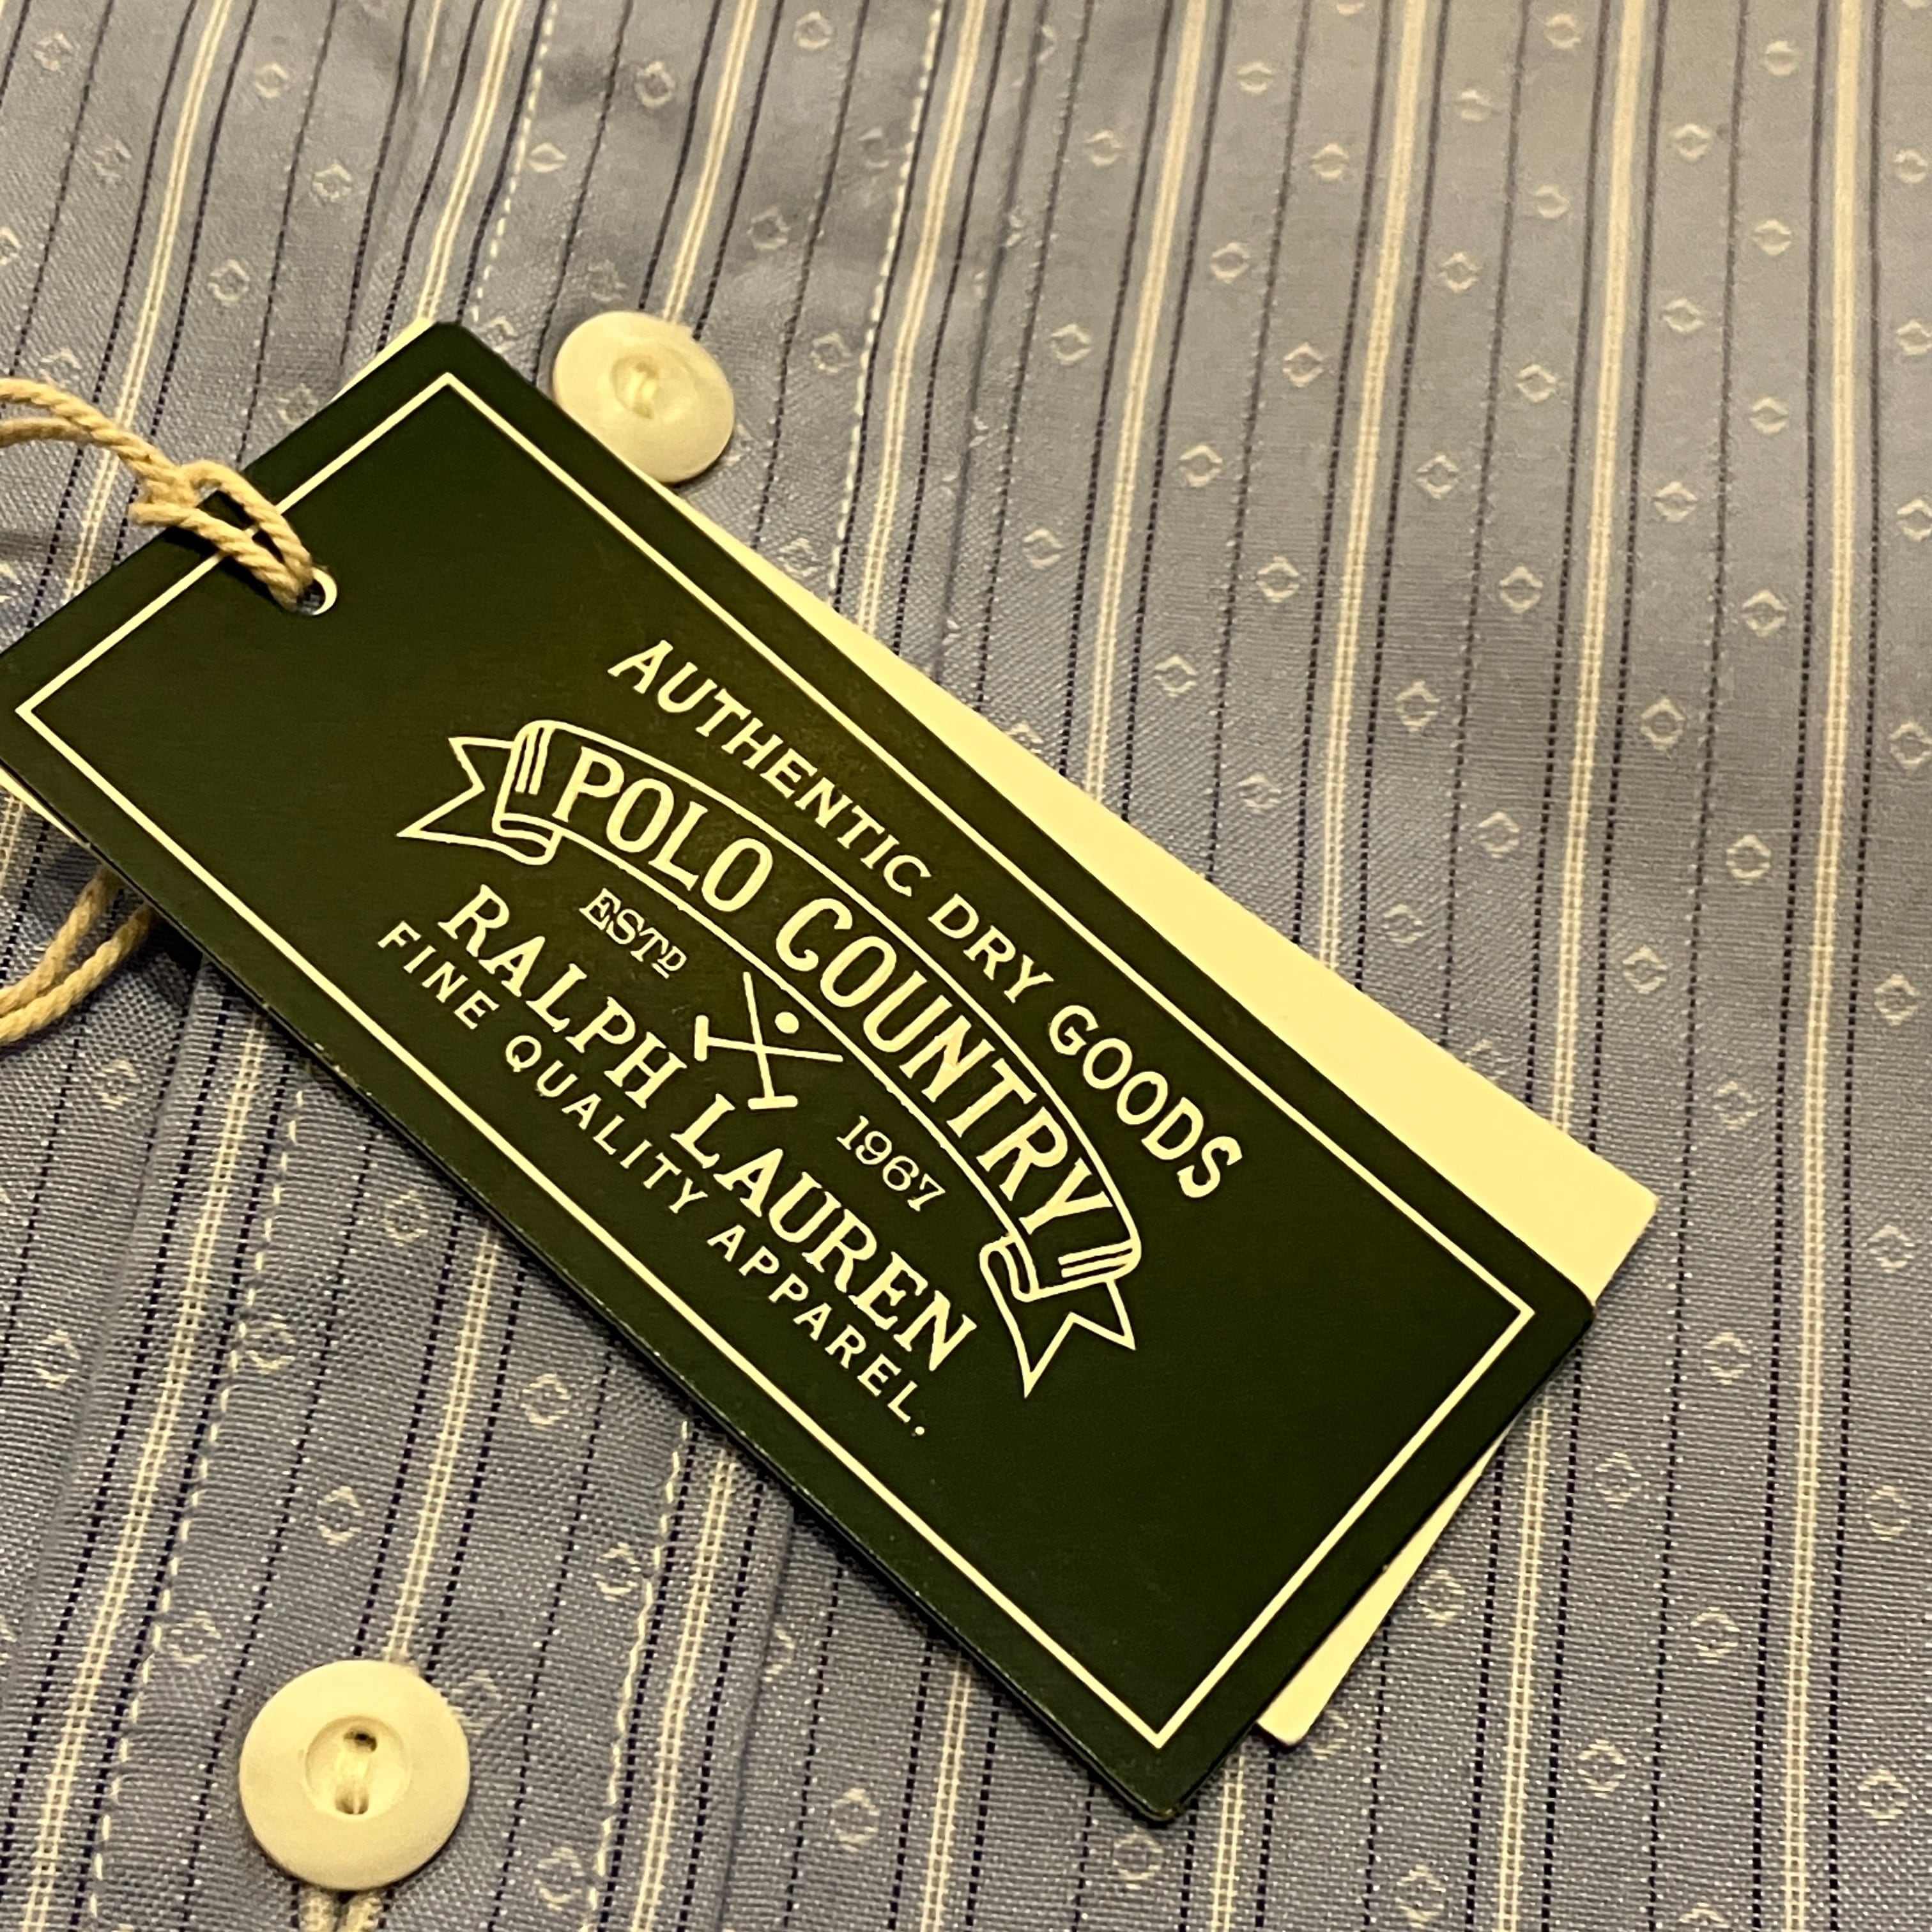 AUTHENTIC DRY GOODS
POLO COUNTRY
ESTD 1967
RALPH LAUREN
FINE QUALITY APPAREL.